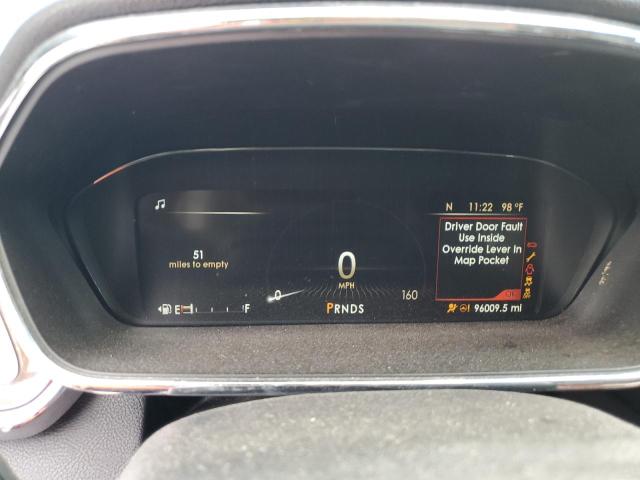 N 11:22 98 °F
Driver Door Fault
Use Inside
Override Lever In
Map Pocket
51
miles to empty
0
MPH
0 160
E F
PRNDS
96009.5 mi